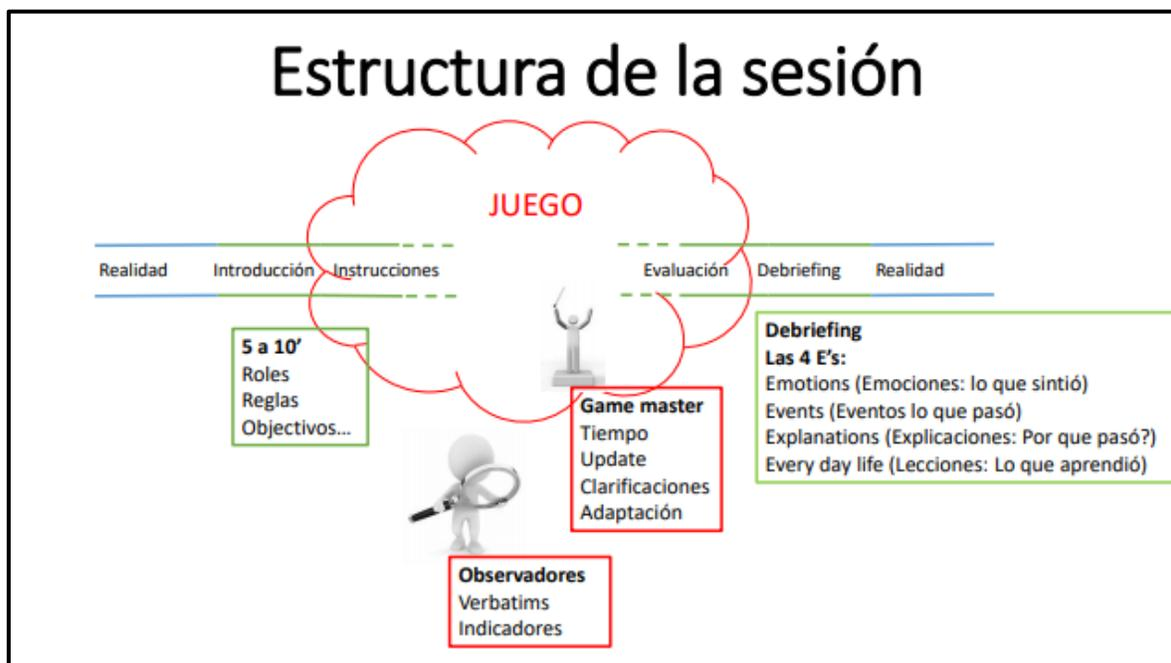 Estructura de la sesión
JUEGO
Realidad Introducción Instrucciones Evaluación Debriefing Realidad
5 a 10’
Roles
Reglas
Objectivos...
Game master
Tiempo
Update
Clarificaciones
Adaptación
Observadores
Verbatims
Indicadores
Debriefing
Las 4 E’s:
Emotions (Emociones: lo que sintió)
Events (Eventos lo que pasó)
Explanations (Explicaciones: Por que pasó?)
Every day life (Lecciones: Lo que aprendió)